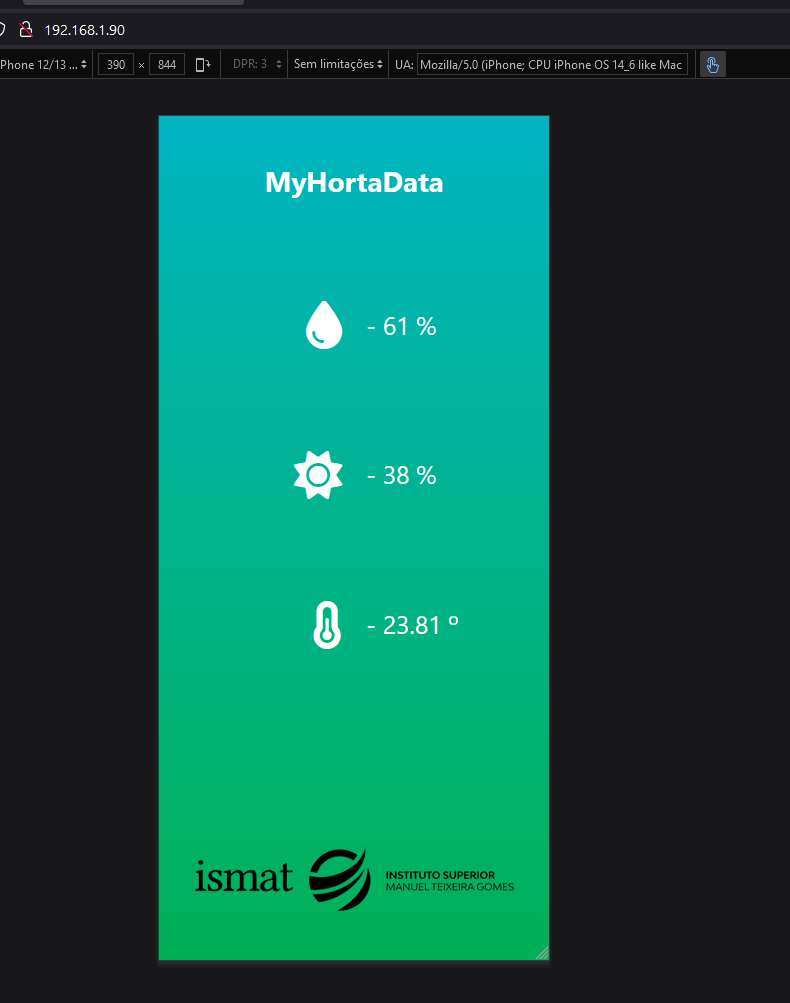 192.168.1.90
Phone 12/13 ... 390 × 844 DPR: 3 Sem limitações UA: Mozilla/5.0 (iPhone; CPU iPhone OS 14_6 like Mac
MyHortaData
- 61 %
- 38 %
- 23.81 º
ismat
INSTITUTO SUPERIOR
MANUEL TEIXEIRA GOMES